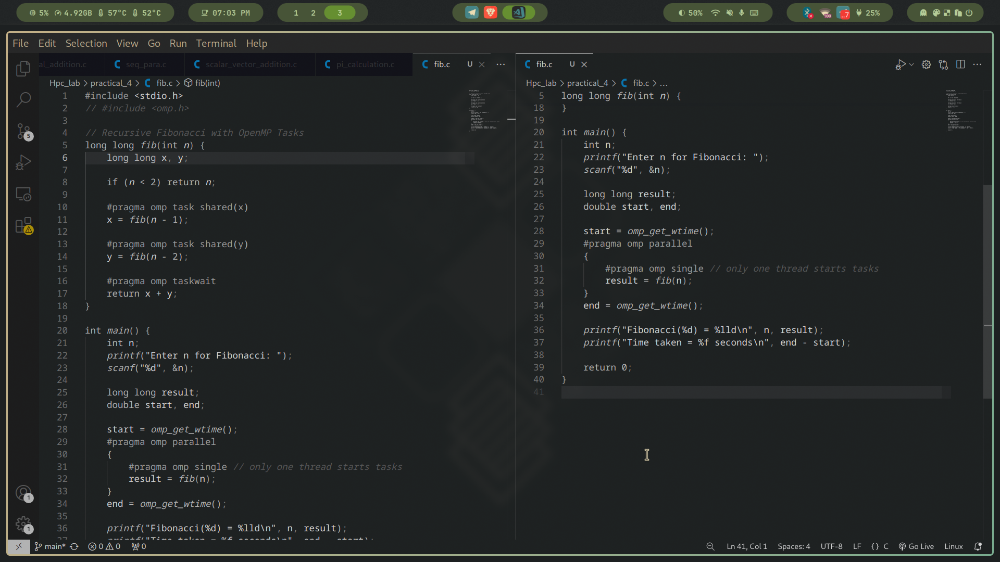 5% 4.92GB 57°C 52°C 07:03 PM 1 2 3 50% 100 ..7 25%
File Edit Selection View Go Run Terminal Help
al_addition.c seq_para.c scalar_vector_addition.c pi_calculation.c fib.c U
Hpc_lab > practical_4 > fib.c > fib(int)
1 #include <stdio.h>
2 // #include <omp.h>
3
4 // Recursive Fibonacci with OpenMP Tasks
5 long long fib(int n) {
6 long long x, y;
7
8 if (n < 2) return n;
9
10 #pragma omp task shared(x)
11 x = fib(n - 1);
12
13 #pragma omp task shared(y)
14 y = fib(n - 2);
15
16 #pragma omp taskwait
17 return x + y;
18 }
19
20 int main() {
21 int n;
22 printf("Enter n for Fibonacci: ");
23 scanf("%d", &n);
24
25 long long result;
26 double start, end;
27
28 start = omp_get_wtime();
29 #pragma omp parallel
30 {
31 #pragma omp single // only one thread starts tasks
32 result = fib(n);
33 }
34 end = omp_get_wtime();
35
36 printf("Fibonacci(%d) = %lld\n", n, result);
37 printf("Time taken = %f seconds\n", end - start);
fib.c U
Hpc_lab > practical_4 > fib.c > ...
5 long long fib(int n) {
18 }
19
20 int main() {
21 int n;
22 printf("Enter n for Fibonacci: ");
23 scanf("%d", &n);
24
25 long long result;
26 double start, end;
27
28 start = omp_get_wtime();
29 #pragma omp parallel
30 {
31 #pragma omp single // only one thread starts tasks
32 result = fib(n);
33 }
34 end = omp_get_wtime();
35
36 printf("Fibonacci(%d) = %lld\n", n, result);
37 printf("Time taken = %f seconds\n", end - start);
38
39 return 0;
40 }
41
5
1
1
main* 0 0 0 Ln 41, Col 1 Spaces: 4 UTF-8 LF {} C Go Live Linux